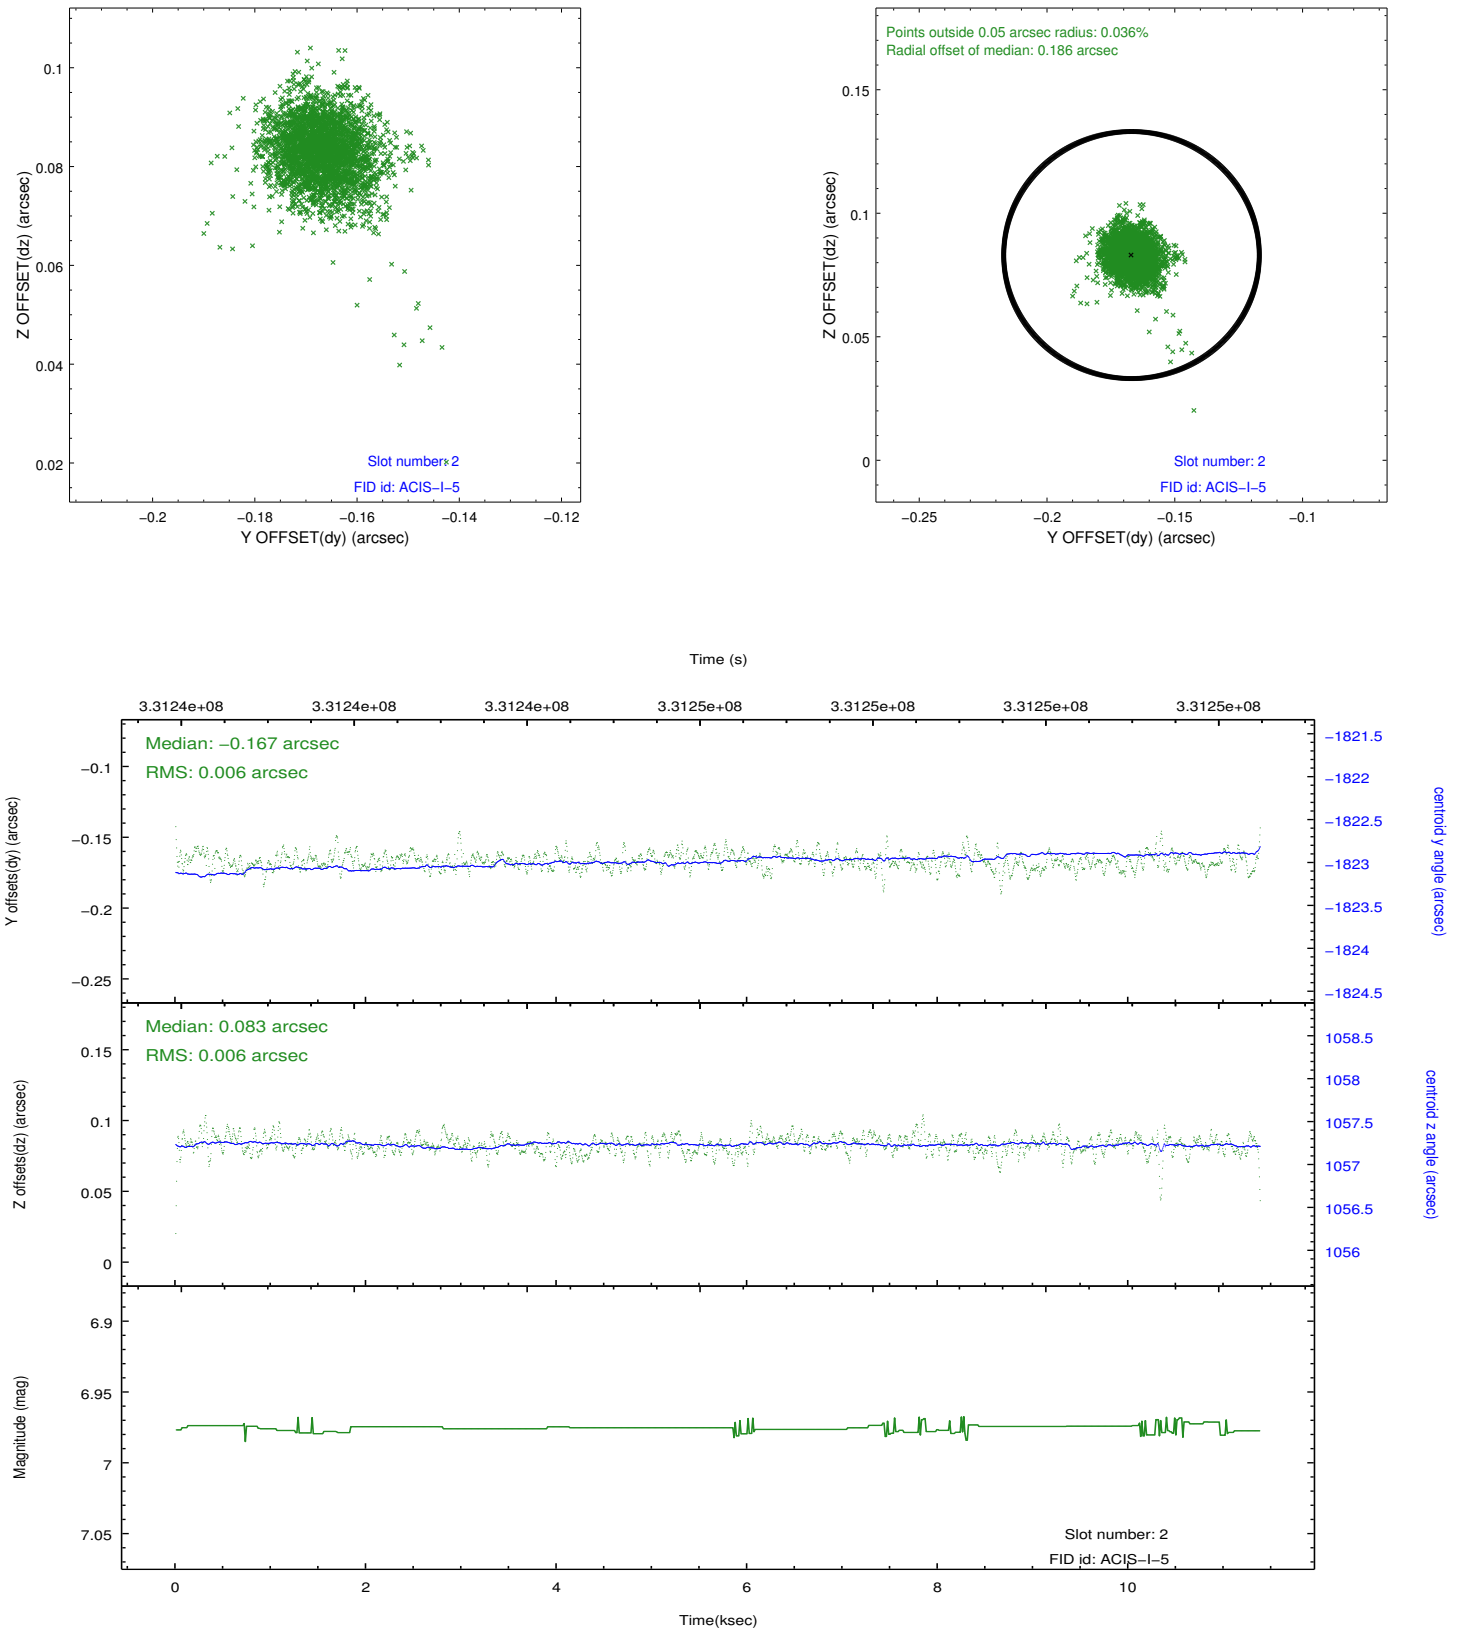 0.1
0.08
0.06
0.04
0.02
Z OFFSET(dz) (arcsec)
Slot number: 2
FID id: ACIS−I−5
−0.2 −0.18 −0.16 −0.14 −0.12
Y OFFSET(dy) (arcsec)
Points outside 0.05 arcsec radius: 0.036%
Radial offset of median: 0.186 arcsec
0.15
0.1
0.05
0
Z OFFSET(dz) (arcsec)
Slot number: 2
FID id: ACIS−I−5
−0.25 −0.2 −0.15 −0.1
Y OFFSET(dy) (arcsec)
Time (s)
3.3124e+08 3.3124e+08 3.3124e+08 3.3125e+08 3.3125e+08 3.3125e+08 3.3125e+08
Median: −0.167 arcsec
RMS: 0.006 arcsec
−0.1
−0.15
−0.2
−0.25
Y offsets(dy) (arcsec)
−1821.5
−1822
−1822.5
−1823
−1823.5
−1824
−1824.5
centroid y angle (arcsec)
Median: 0.083 arcsec
RMS: 0.006 arcsec
0.15
0.1
0.05
0
Z offsets(dz) (arcsec)
1058.5
1058
1057.5
1057
1056.5
1056
centroid z angle (arcsec)
6.9
6.95
7
7.05
Magnitude (mag)
Slot number: 2
FID id: ACIS−I−5
0 2 4 6 8 10
Time(ksec)